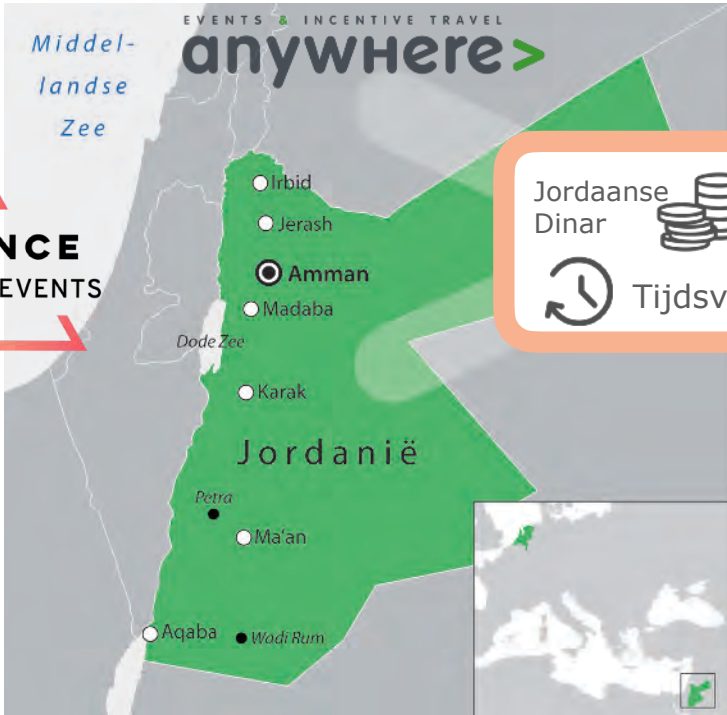 EVENTS & INCENTIVE TRAVEL
anywHere>
Middel-
landse
Zee
Irbid
Jerash
Amman
Madaba
Dode Zee
Karak
Jordanië
Petra
Ma'an
Aqaba
Wadi Rum
NCE
EVENTS
Jordaanse
Dinar
Tijdsv